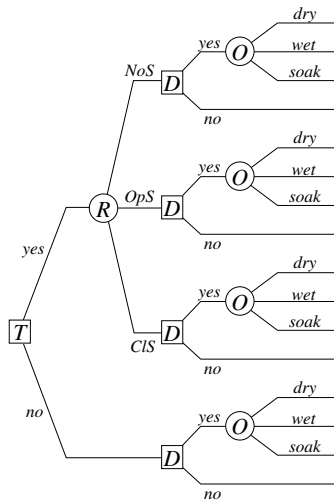 dry
yes O wet
NoS D soak
no
dry
yes O wet
OpS D soak
R no
yes dry
yes O wet
T ClS D soak
no
no dry
yes O wet
D soak
no